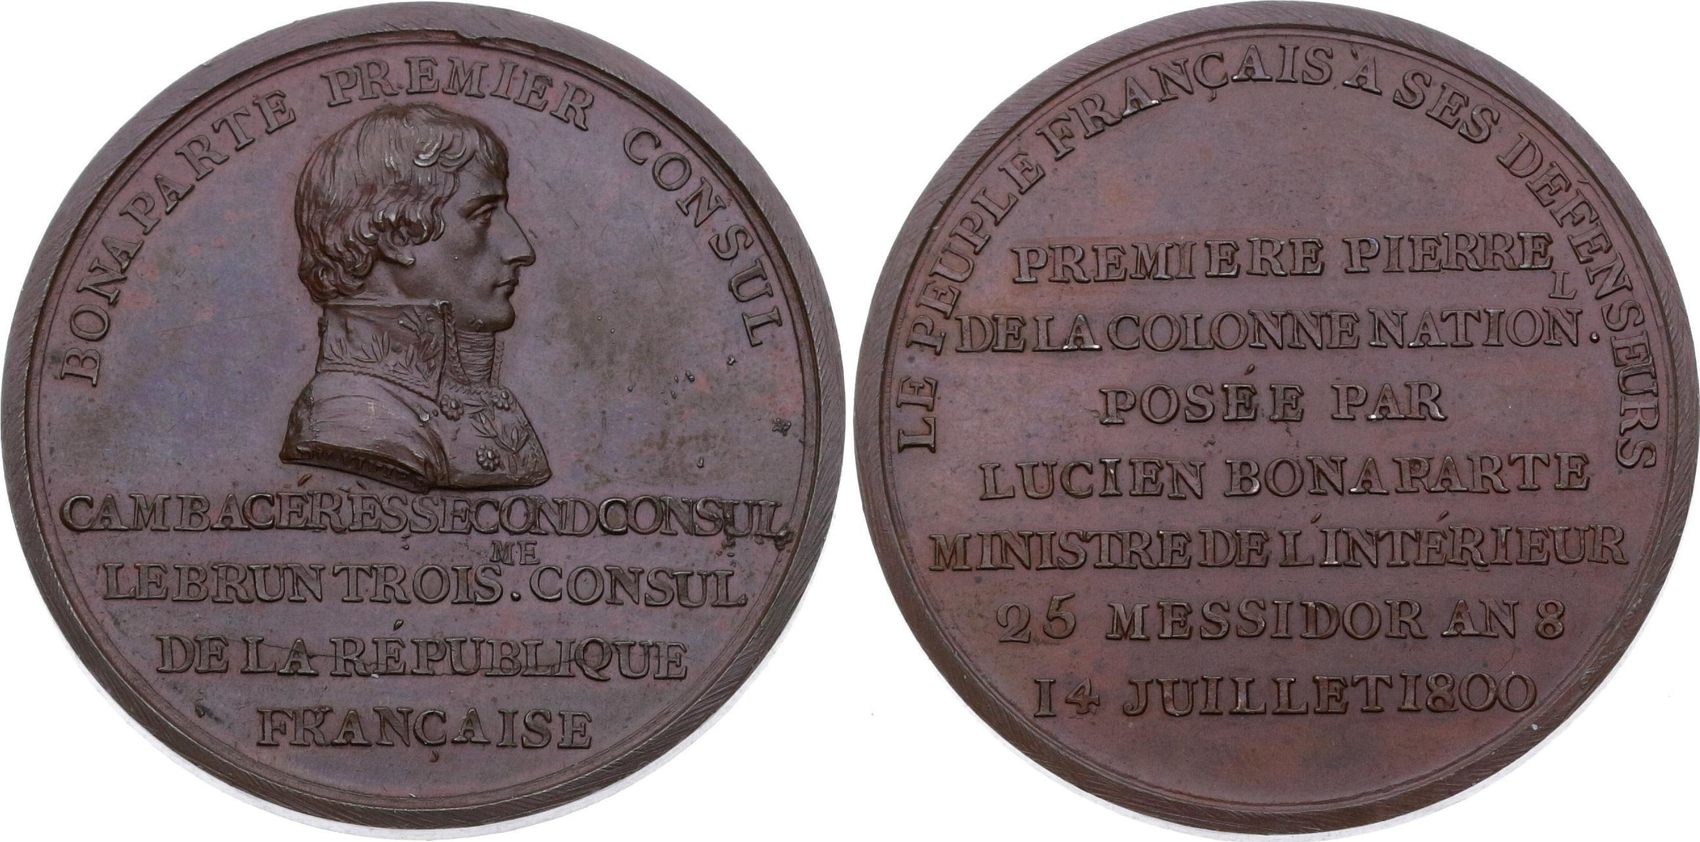 BONAPARTE PREMIER CONSUL
CAMBACÉRÈS SECOND CONSUL
LEBRUN TROIS.ME CONSUL
DE LA RÉPUBLIQUE
FRANÇAISE
LE PEUPLE FRANÇAIS À SES DÉFENSEURS
PREMIERE PIERRE
DE LA COLONNE NATION.L
POSÉE PAR
LUCIEN BONAPARTE
MINISTRE DE L'INTÉRIEUR
25 MESSIDOR AN 8
14 JUILLET 1800